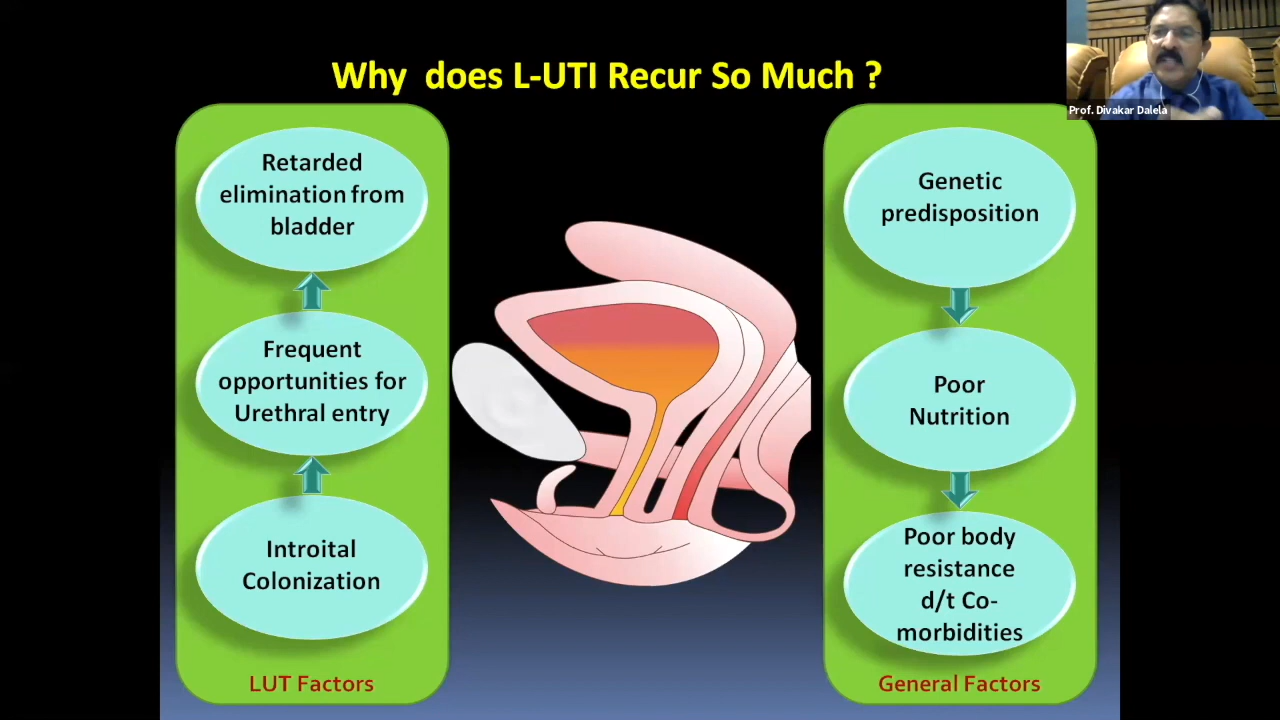 Why does L-UTI Recur So Much ?
Prof. Divakar Dalela
Retarded
elimination from
bladder
Frequent
opportunities for
Urethral entry
Introital
Colonization
LUT Factors
Genetic
predisposition
Poor
Nutrition
Poor body
resistance
d/t Co-
morbidities
General Factors